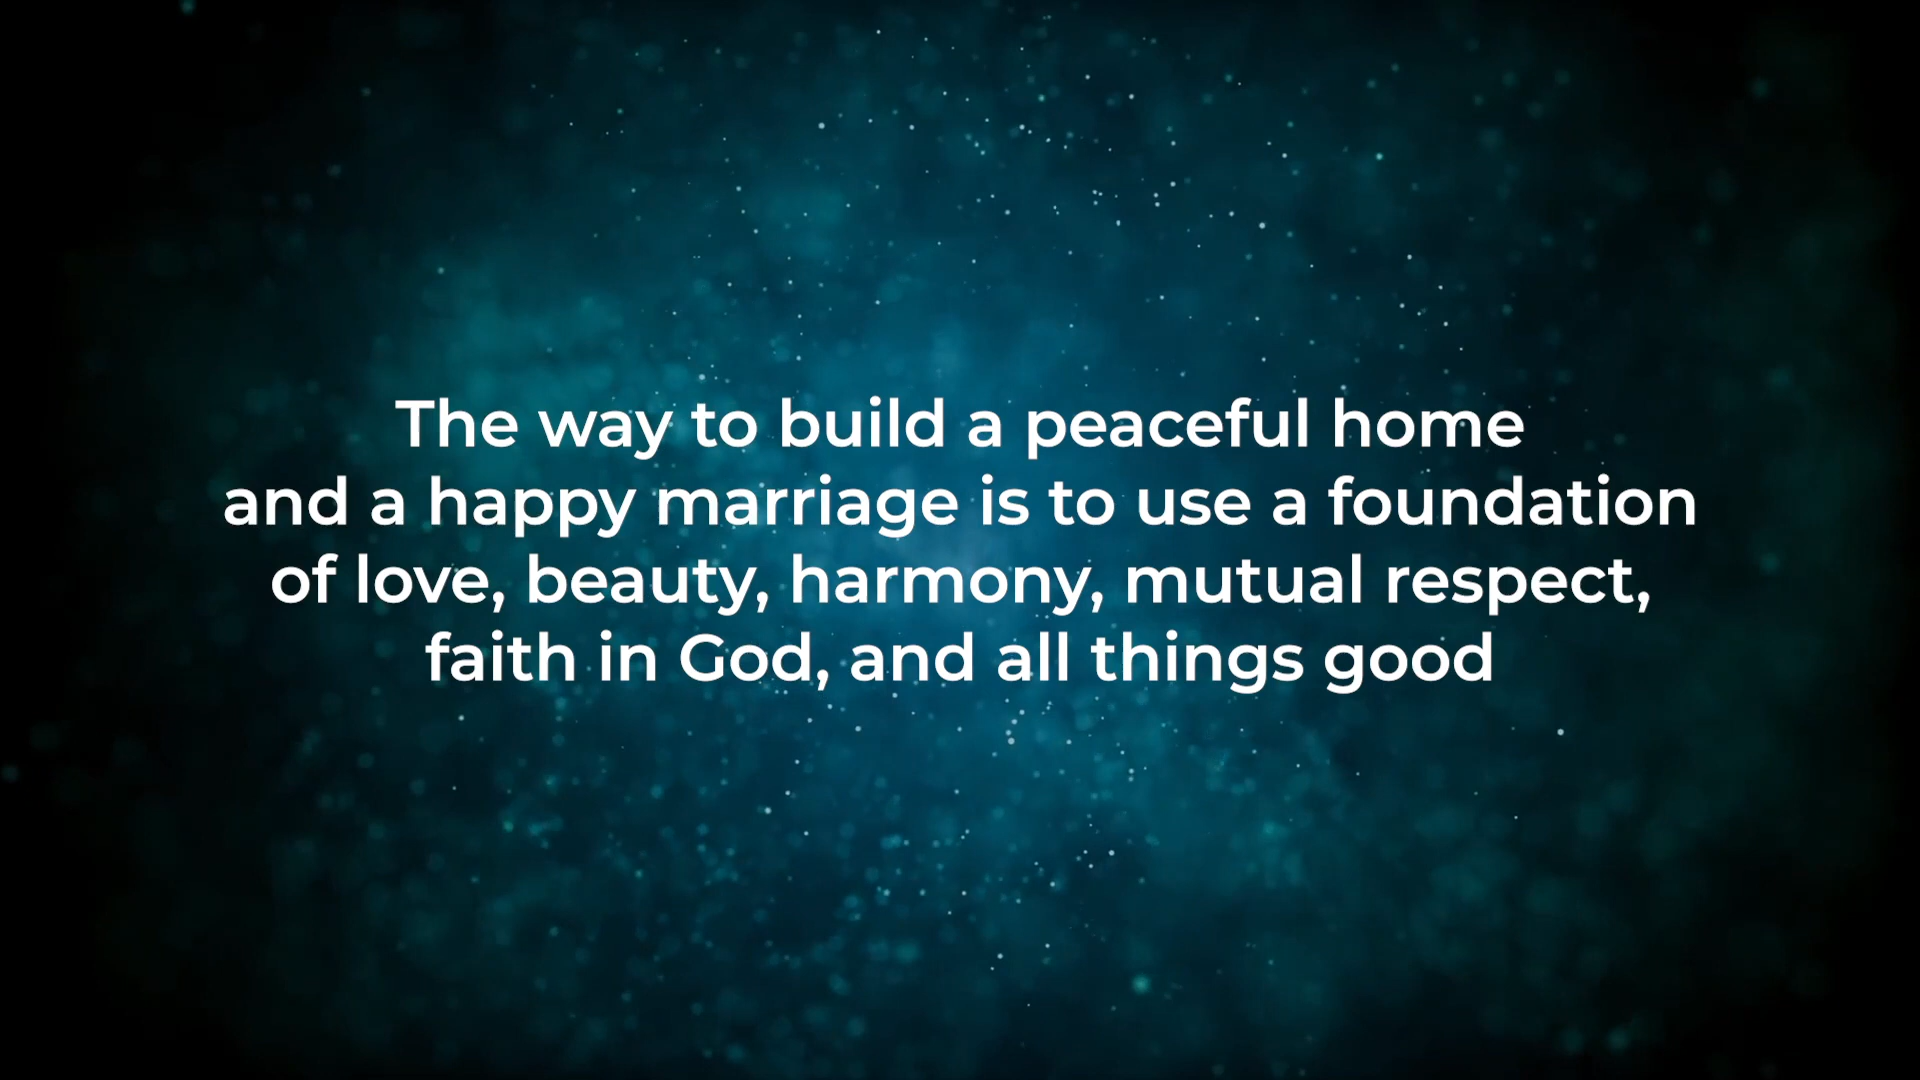 The way to build a peaceful home
and a happy marriage is to use a foundation
of love, beauty, harmony, mutual respect,
faith in God, and all things good